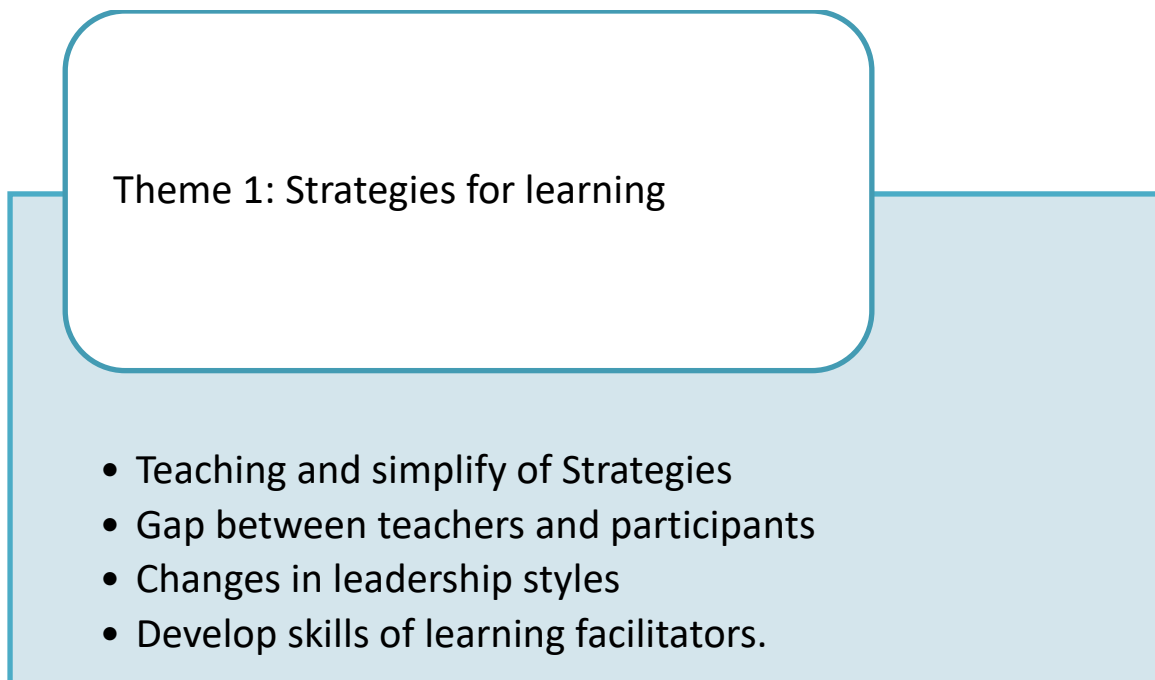 Theme 1: Strategies for learning
• Teaching and simplify of Strategies
• Gap between teachers and participants
• Changes in leadership styles
• Develop skills of learning facilitators.